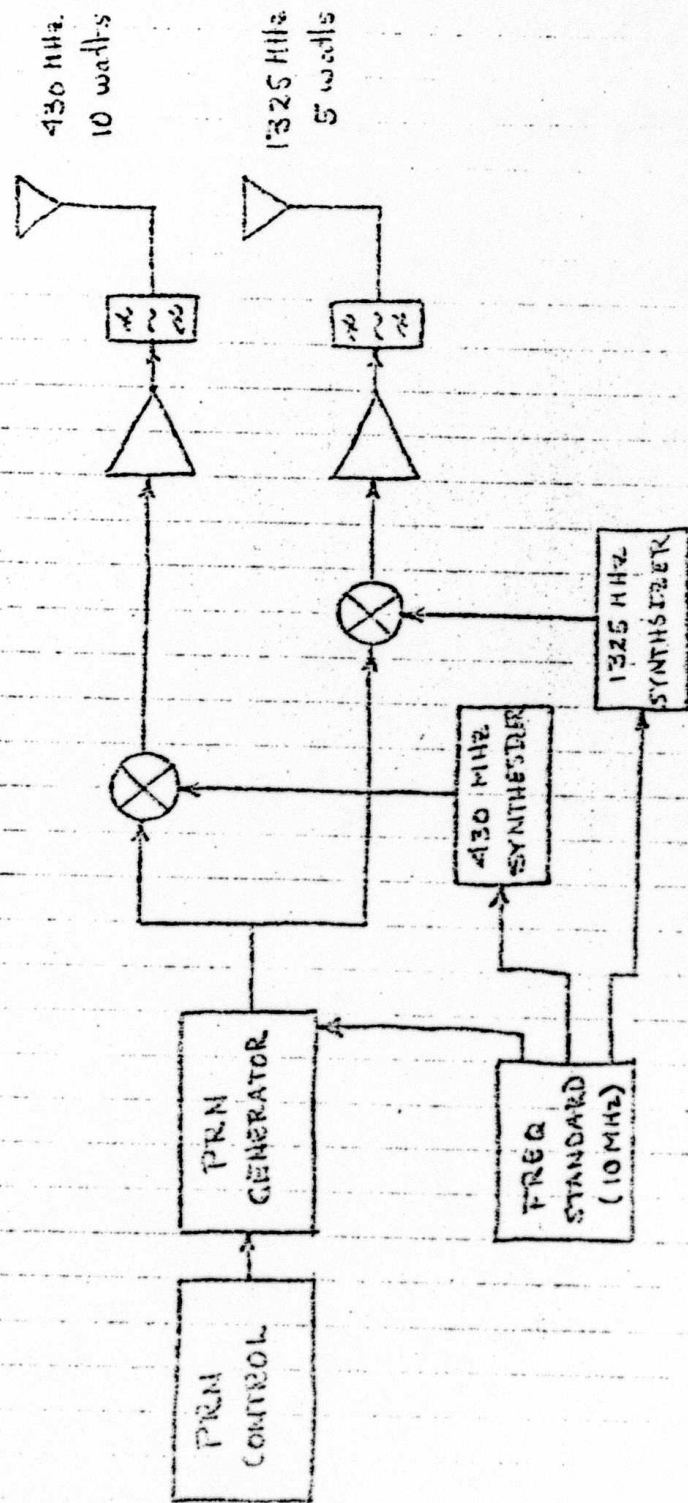 430 MHz
10 watts
1325 MHz
5 watts
PRN
CONTROL
PRN
GENERATOR
FREQ
STANDARD
(10 MHz)
430 MHz
SYNTHESIZER
1325 MHz
SYNTHSIZER